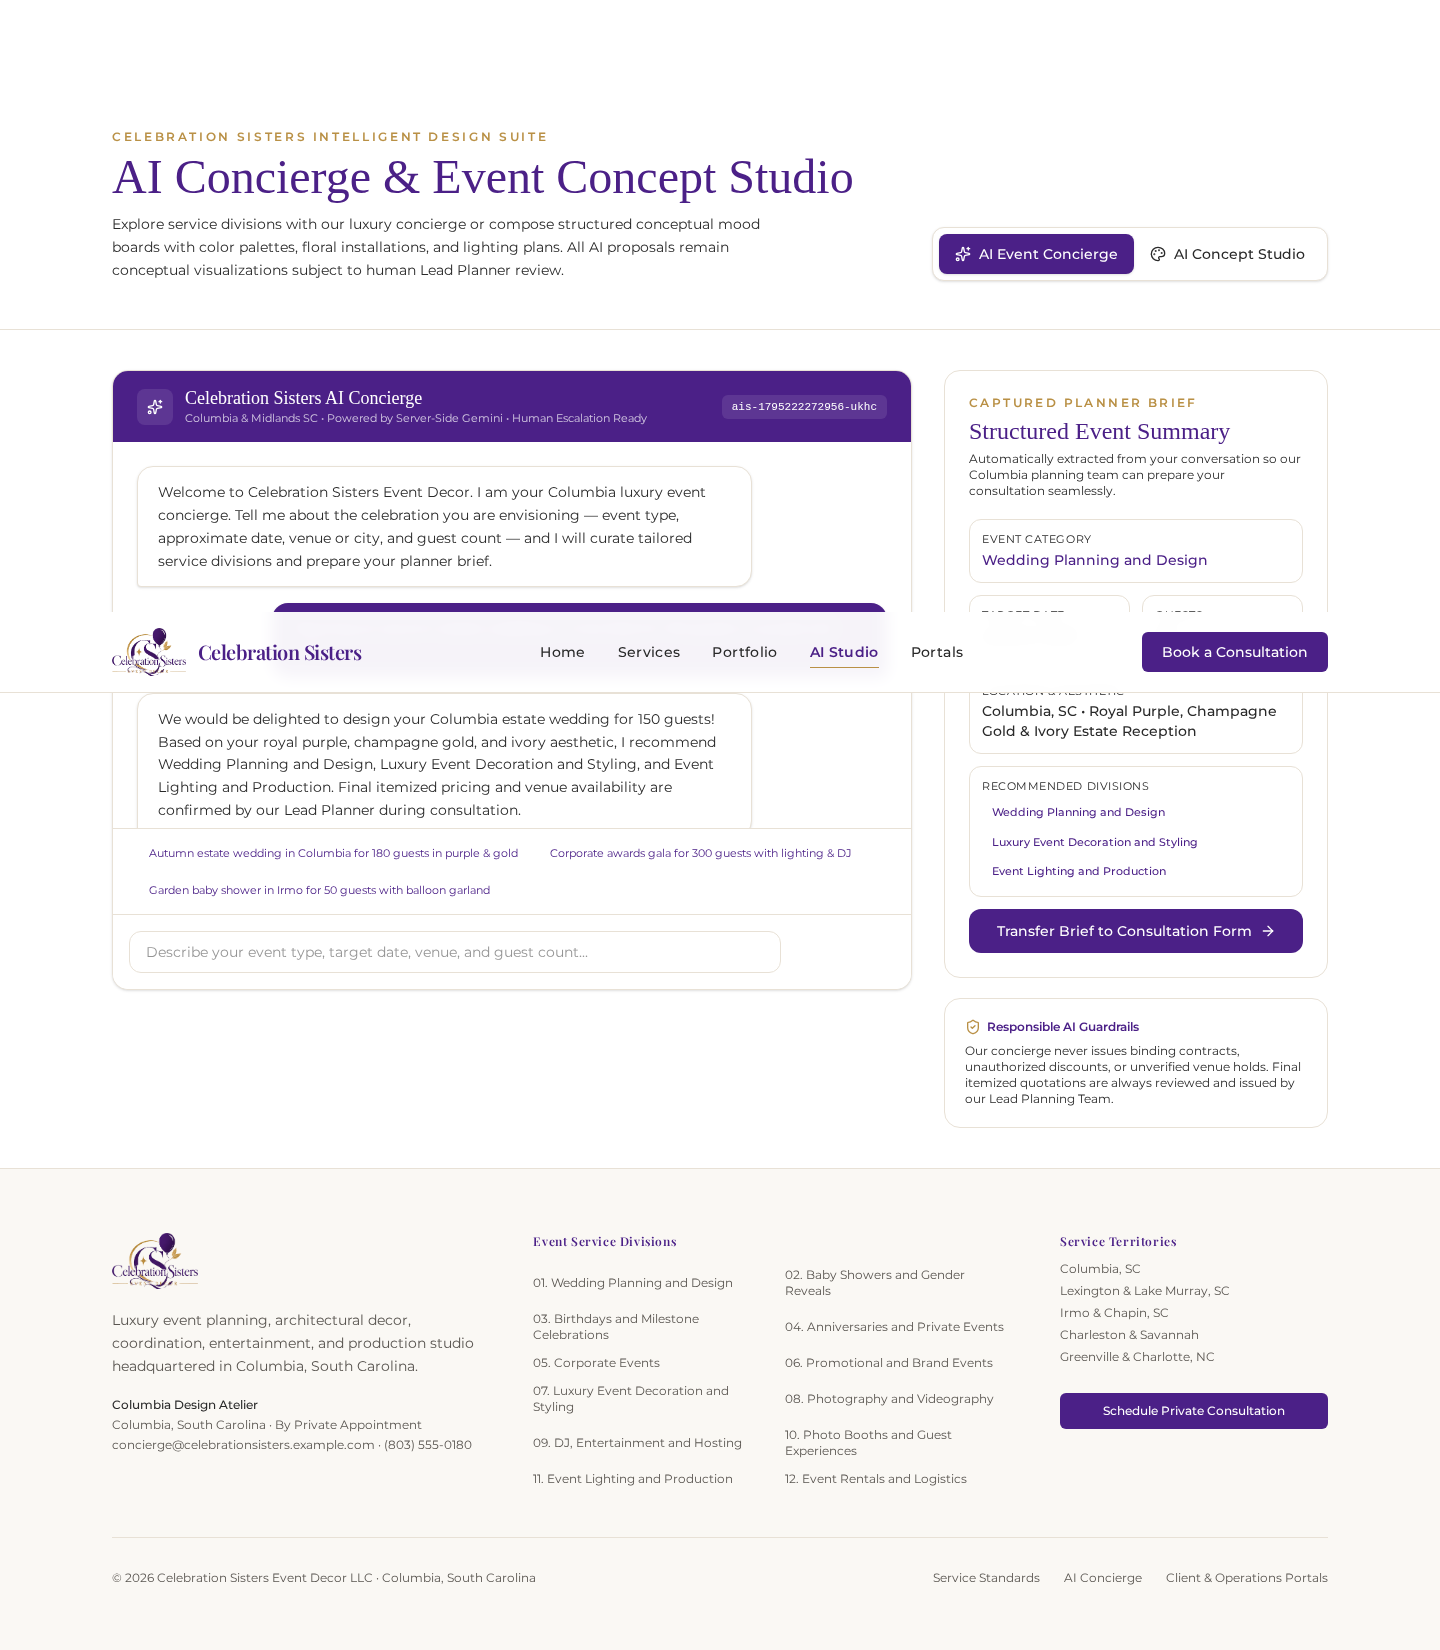 CELEBRATION SISTERS INTELLIGENT DESIGN SUITE
AI Concierge & Event Concept Studio
Explore service divisions with our luxury concierge or compose structured conceptual mood
boards with color palettes, floral installations, and lighting plans. All AI proposals remain
conceptual visualizations subject to human Lead Planner review.
AI Event Concierge
AI Concept Studio
Celebration Sisters AI Concierge
Columbia & Midlands SC • Powered by Server-Side Gemini • Human Escalation Ready
ais-1795222272956-ukhc
Welcome to Celebration Sisters Event Decor. I am your Columbia luxury event
concierge. Tell me about the celebration you are envisioning — event type,
approximate date, venue or city, and guest count — and I will curate tailored
service divisions and prepare your planner brief.
Celebration Sisters
Celebration Sisters
Home
Services
Portfolio
AI Studio
Portals
Book a Consultation
We would be delighted to design your Columbia estate wedding for 150 guests!
Based on your royal purple, champagne gold, and ivory aesthetic, I recommend
Wedding Planning and Design, Luxury Event Decoration and Styling, and Event
Lighting and Production. Final itemized pricing and venue availability are
confirmed by our Lead Planner during consultation.
Autumn estate wedding in Columbia for 180 guests in purple & gold
Corporate awards gala for 300 guests with lighting & DJ
Garden baby shower in Irmo for 50 guests with balloon garland
Describe your event type, target date, venue, and guest count...
CAPTURED PLANNER BRIEF
Structured Event Summary
Automatically extracted from your conversation so our
Columbia planning team can prepare your
consultation seamlessly.
EVENT CATEGORY
Wedding Planning and Design
LOCATION & AESTHETIC
Columbia, SC • Royal Purple, Champagne
Gold & Ivory Estate Reception
RECOMMENDED DIVISIONS
Wedding Planning and Design
Luxury Event Decoration and Styling
Event Lighting and Production
Transfer Brief to Consultation Form
Responsible AI Guardrails
Our concierge never issues binding contracts,
unauthorized discounts, or unverified venue holds. Final
itemized quotations are always reviewed and issued by
our Lead Planning Team.
Celebration Sisters
Luxury event planning, architectural decor,
coordination, entertainment, and production studio
headquartered in Columbia, South Carolina.
Columbia Design Atelier
Columbia, South Carolina · By Private Appointment
concierge@celebrationsisters.example.com · (803) 555-0180
Event Service Divisions
01. Wedding Planning and Design
02. Baby Showers and Gender
Reveals
03. Birthdays and Milestone
Celebrations
04. Anniversaries and Private Events
05. Corporate Events
06. Promotional and Brand Events
07. Luxury Event Decoration and
Styling
08. Photography and Videography
09. DJ, Entertainment and Hosting
10. Photo Booths and Guest
Experiences
11. Event Lighting and Production
12. Event Rentals and Logistics
Service Territories
Columbia, SC
Lexington & Lake Murray, SC
Irmo & Chapin, SC
Charleston & Savannah
Greenville & Charlotte, NC
Schedule Private Consultation
© 2026 Celebration Sisters Event Decor LLC · Columbia, South Carolina
Service Standards
AI Concierge
Client & Operations Portals